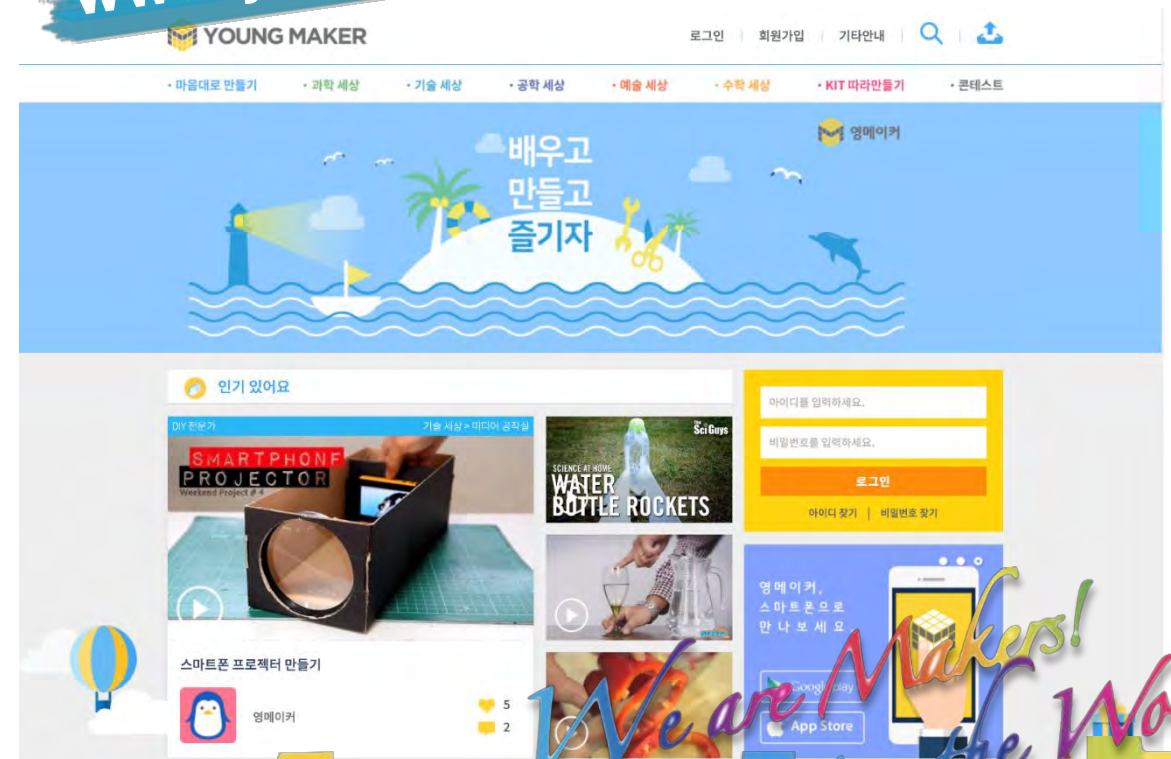 YOUNG MAKER
로그인 | 회원가입 | 기타안내
· 마음대로 만들기 · 과학 세상 · 기술 세상 · 공학 세상 · 예술 세상 · 수학 세상 · KIT 따라만들기 · 콘테스트
영메이커
배우고
만들고
즐기자
인기 있어요
DIY 전문가 기술 세상 > 미디어 공작실
SMARTPHONE
PROJECTOR
Weekend Project # 4
스마트폰 프로젝터 만들기
영메이커
5
2
Sci Guys
SCIENCE AT HOME
WATER
BOTTLE ROCKETS
아이디를 입력하세요.
비밀번호를 입력하세요.
로그인
아이디 찾기 | 비밀번호 찾기
영메이커,
스마트폰으로
만나보세요.
Google play
App Store
We are Makers!
the